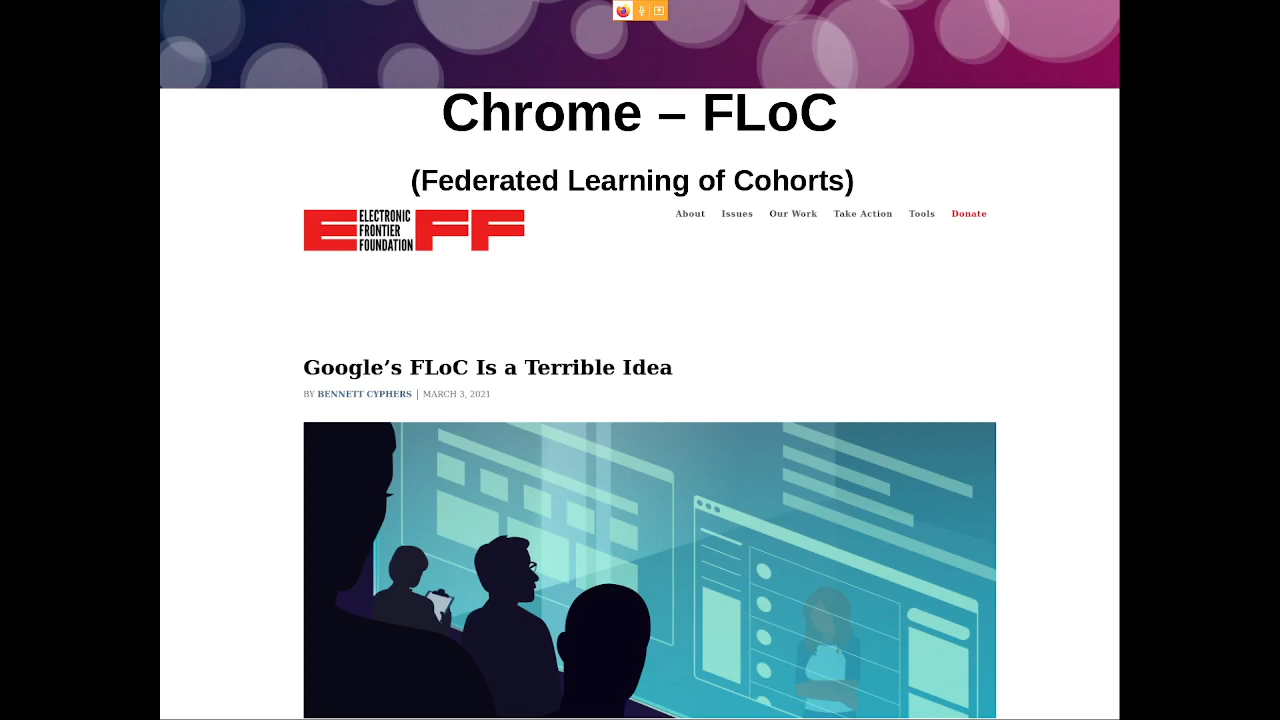 Chrome – FLoC
(Federated Learning of Cohorts)
ELECTRONIC
FRONTIER
FOUNDATION
EFF
About Issues Our Work Take Action Tools Donate
Google’s FLoC Is a Terrible Idea
BY BENNETT CYPHERS | MARCH 3, 2021